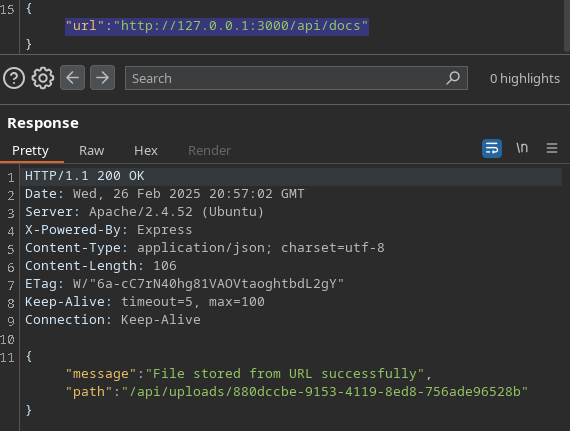 15 {
"url":"http://127.0.0.1:3000/api/docs"
}
? Search 0 highlights
Response
Pretty Raw Hex Render \n
1 HTTP/1.1 200 OK
2 Date: Wed, 26 Feb 2025 20:57:02 GMT
3 Server: Apache/2.4.52 (Ubuntu)
4 X-Powered-By: Express
5 Content-Type: application/json; charset=utf-8
6 Content-Length: 106
7 ETag: W/"6a-cC7rN40hg81VAOVtaoghtbdL2gY"
8 Keep-Alive: timeout=5, max=100
9 Connection: Keep-Alive
10
11 {
"message":"File stored from URL successfully",
"path":"/api/uploads/880dccbe-9153-4119-8ed8-756ade96528b"
}